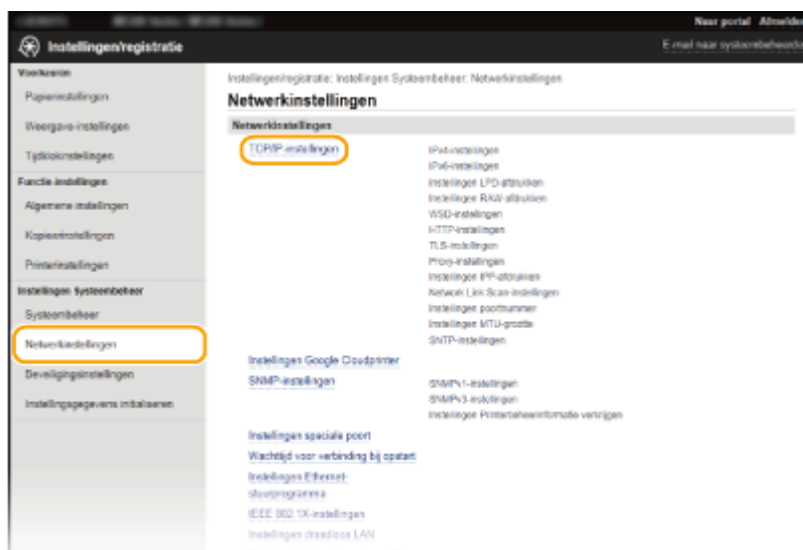 Naar portal
Instellingen/registratie
E-mail naar systeembeheerder
Voorkeuren
Papierinstellingen
Weergave-instellingen
Tijdklokinstellingen
Functie-instellingen
Algemene instellingen
Kopieerinstellingen
Printerinstellingen
Instellingen Systeembeheer
Systeembeheer
Netwerkinstellingen
Beveiligingsinstellingen
Instellingsgegevens initialiseren
Instellingen/registratie: Instellingen Systeembeheer: Netwerkinstellingen
Netwerkinstellingen
Netwerkinstellingen
TCP/IP-instellingen
IPv4-instellingen
IPv6-instellingen
Instellingen LPD-afdrukken
Instellingen RAW-afdrukken
WSD-instellingen
HTTP-instellingen
TLS-instellingen
Proxy-instellingen
Instellingen IPP-afdrukken
Network Link Scan-instellingen
Instellingen poortnummer
Instellingen MTU-grootte
SNTP-instellingen
Instellingen Google Cloudprinter
SNMP-instellingen
SNMPv1-instellingen
SNMPv3-instellingen
Instellingen Printerbeheerinformatie verkrijgen
Instellingen speciale poort
Wachttijd voor verbinding bij opstart
Instellingen Ethernet-
stuurprogramma
IEEE 802.1X-instellingen
Instellingen draadloos LAN